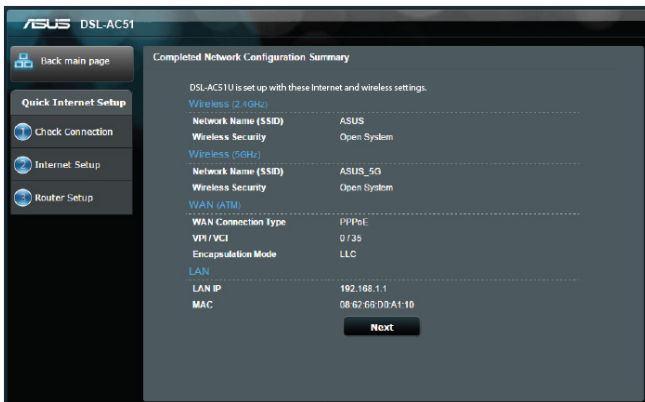 ASUS DSL-AC51
Back main page
Quick Internet Setup
1 Check Connection
2 Internet Setup
3 Router Setup
Completed Network Configuration Summary
DSL-AC51U is set up with these Internet and wireless settings.
Wireless (2.4GHz)
Network Name (SSID) ASUS
Wireless Security Open System
Wireless (5GHz)
Network Name (SSID) ASUS_5G
Wireless Security Open System
WAN (ATM)
WAN Connection Type PPPoE
VPI / VCI 0 / 35
Encapsulation Mode LLC
LAN
LAN IP 192.168.1.1
MAC 08:62:66:D0:A1:10
Next